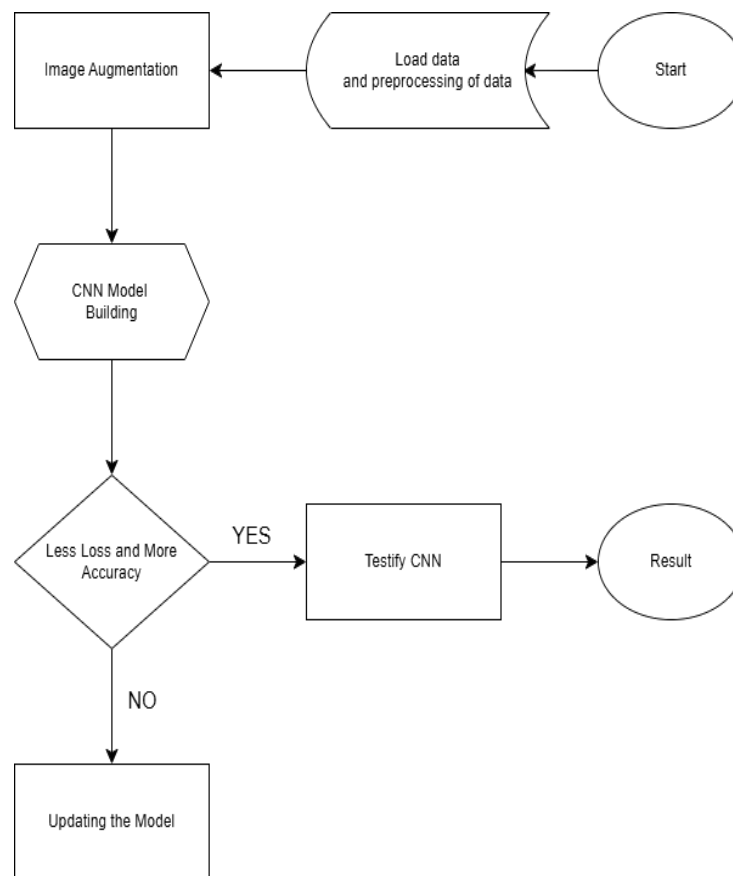 Start
Load data
and preprocessing of data
Image Augmentation
CNN Model
Building
Less Loss and More
Accuracy
YES
Testify CNN
Result
NO
Updating the Model